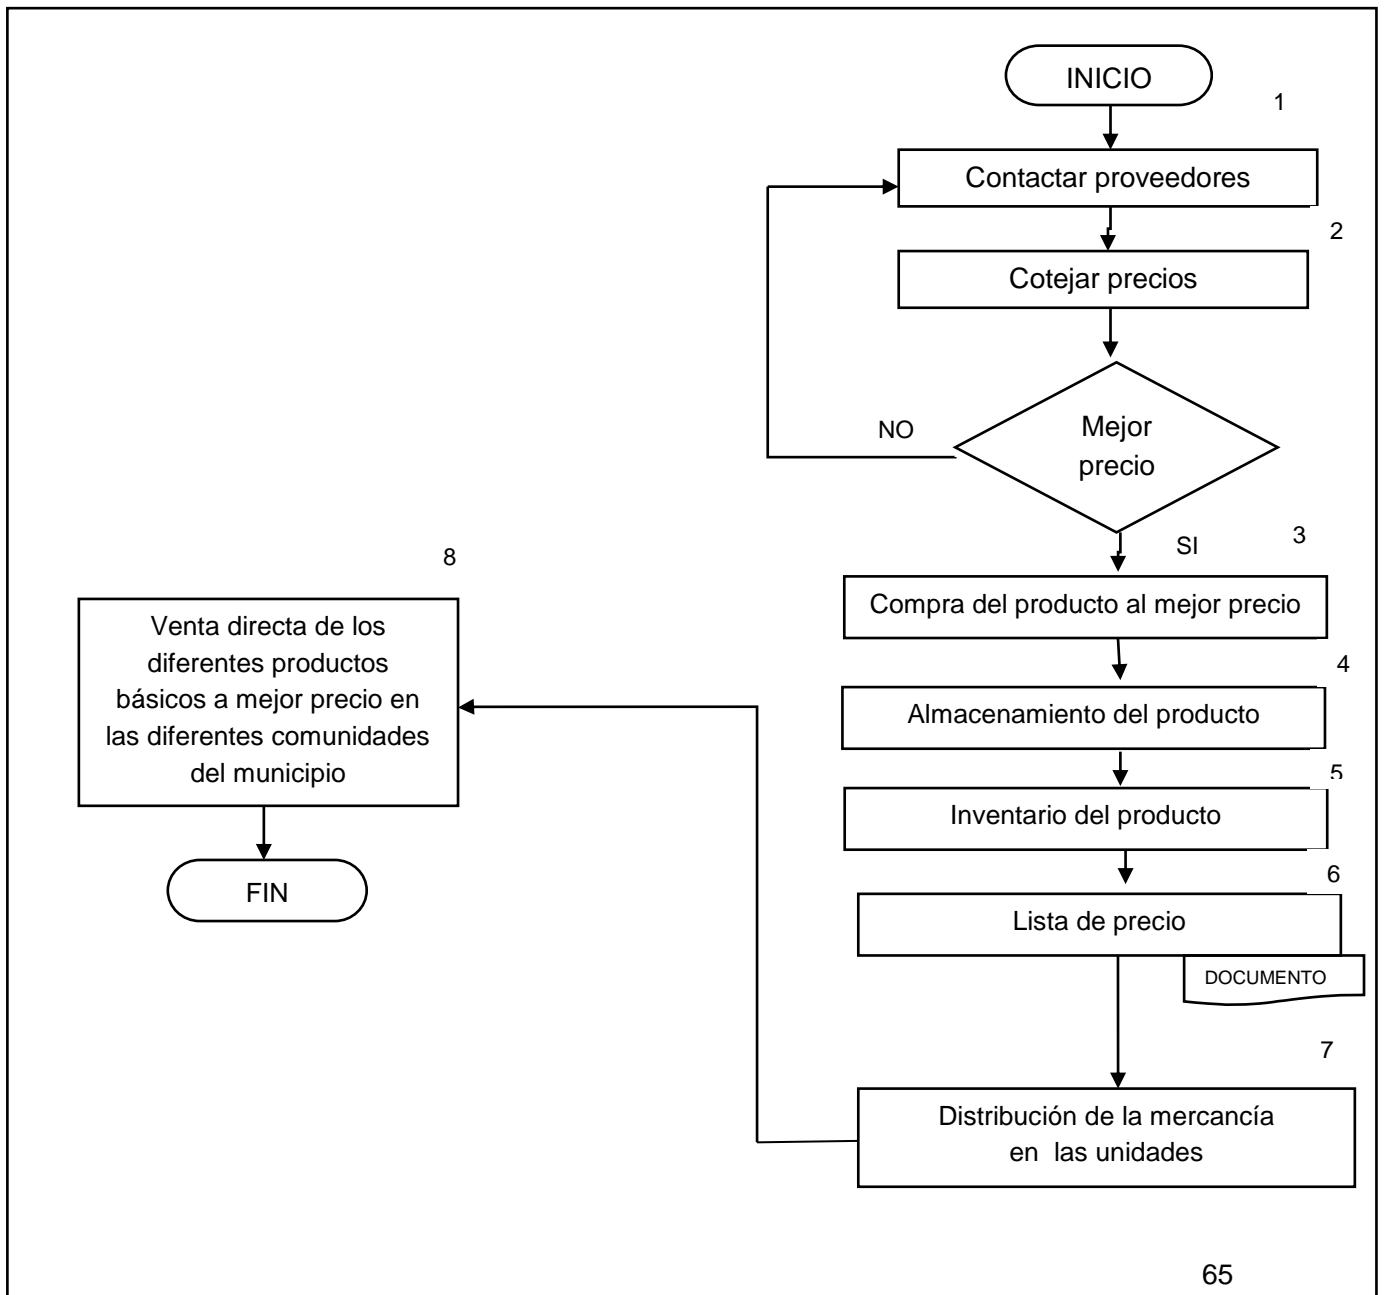 INICIO
1
Contactar proveedores
2
Cotejar precios
NO
Mejor
precio
SI
3
Compra del producto al mejor precio
4
Almacenamiento del producto
5
Inventario del producto
6
Lista de precio
DOCUMENTO
7
Distribución de la mercancía
en las unidades
8
Venta directa de los
diferentes productos
básicos a mejor precio en
las diferentes comunidades
del municipio
FIN
65